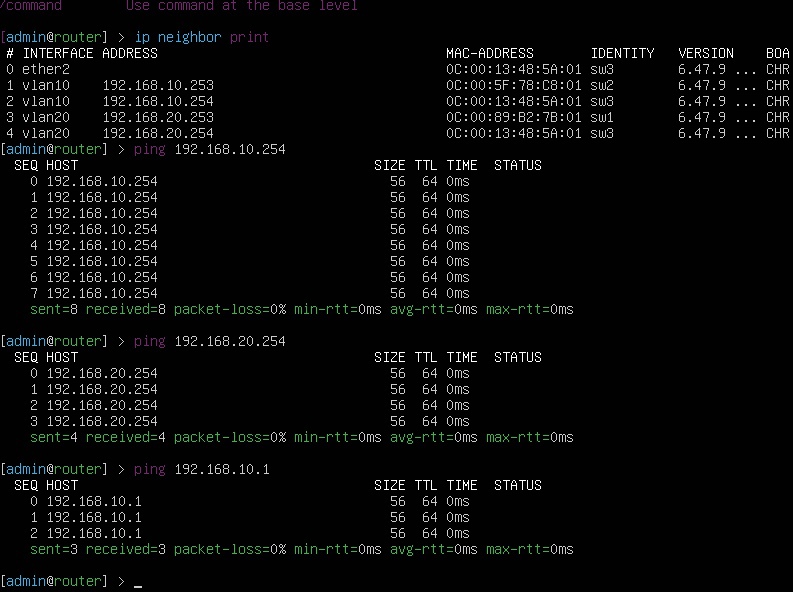 /command Use command at the base level
[admin@router] > ip neighbor print
# INTERFACE ADDRESS MAC-ADDRESS IDENTITY VERSION BOA
0 ether2 0C:00:13:48:5A:01 sw3 6.47.9 ... CHR
1 vlan10 192.168.10.253 0C:00:5F:78:C8:01 sw2 6.47.9 ... CHR
2 vlan10 192.168.10.254 0C:00:13:48:5A:01 sw3 6.47.9 ... CHR
3 vlan20 192.168.20.253 0C:00:89:B2:7B:01 sw1 6.47.9 ... CHR
4 vlan20 192.168.20.254 0C:00:13:48:5A:01 sw3 6.47.9 ... CHR
[admin@router] > ping 192.168.10.254
SEQ HOST SIZE TTL TIME STATUS
0 192.168.10.254 56 64 0ms
1 192.168.10.254 56 64 0ms
2 192.168.10.254 56 64 0ms
3 192.168.10.254 56 64 0ms
4 192.168.10.254 56 64 0ms
5 192.168.10.254 56 64 0ms
6 192.168.10.254 56 64 0ms
7 192.168.10.254 56 64 0ms
sent=8 received=8 packet-loss=0% min-rtt=0ms avg-rtt=0ms max-rtt=0ms
[admin@router] > ping 192.168.20.254
SEQ HOST SIZE TTL TIME STATUS
0 192.168.20.254 56 64 0ms
1 192.168.20.254 56 64 0ms
2 192.168.20.254 56 64 0ms
3 192.168.20.254 56 64 0ms
sent=4 received=4 packet-loss=0% min-rtt=0ms avg-rtt=0ms max-rtt=0ms
[admin@router] > ping 192.168.10.1
SEQ HOST SIZE TTL TIME STATUS
0 192.168.10.1 56 64 0ms
1 192.168.10.1 56 64 0ms
2 192.168.10.1 56 64 0ms
sent=3 received=3 packet-loss=0% min-rtt=0ms avg-rtt=0ms max-rtt=0ms
[admin@router] > _